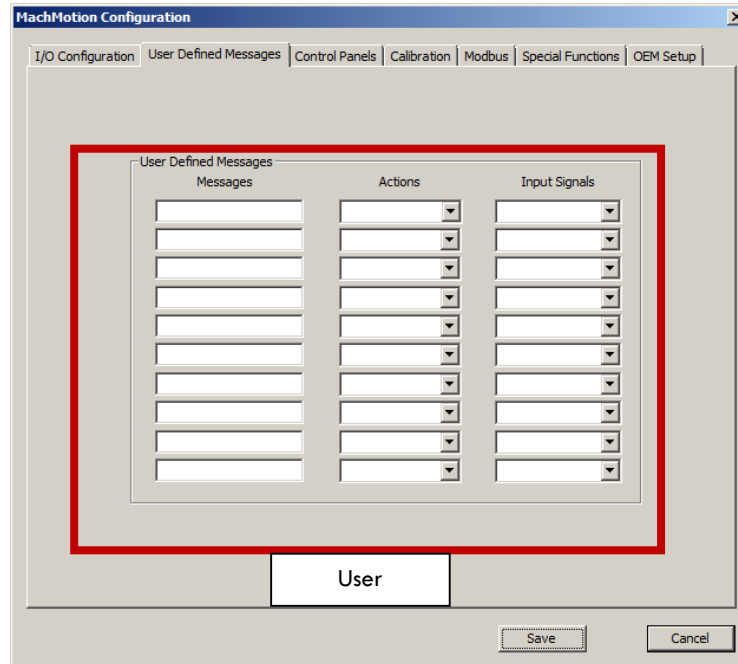 MachMotion Configuration
I/O Configuration User Defined Messages Control Panels Calibration Modbus Special Functions OEM Setup
User Defined Messages
Messages Actions Input Signals
User
Save Cancel